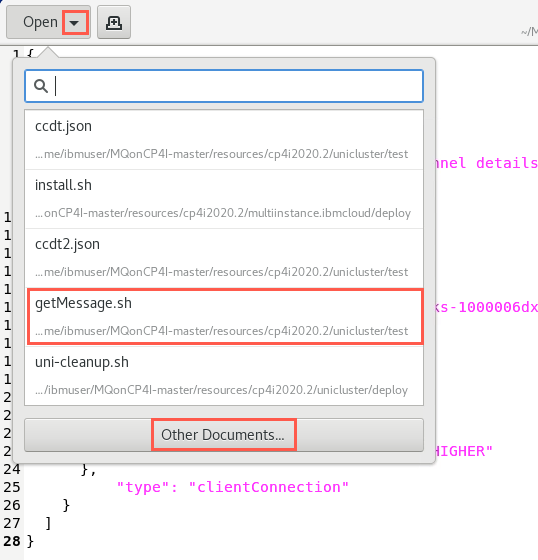 Open
~/M
1 {
ccdt.json
...me/ibmuser/MQonCP4I-master/resources/cp4i2020.2/unicluster/test
nnel details
install.sh
...onCP4I-master/resources/cp4i2020.2/multiinstance.ibmcloud/deploy
ccdt2.json
...me/ibmuser/MQonCP4I-master/resources/cp4i2020.2/unicluster/test
getMessage.sh
ks-1000006dx
...me/ibmuser/MQonCP4I-master/resources/cp4i2020.2/unicluster/test
uni-cleanup.sh
.../ibmuser/MQonCP4I-master/resources/cp4i2020.2/unicluster/deploy
Other Documents...
HIGHER"
24 },
25 "type": "clientConnection"
26 }
27 ]
28 }